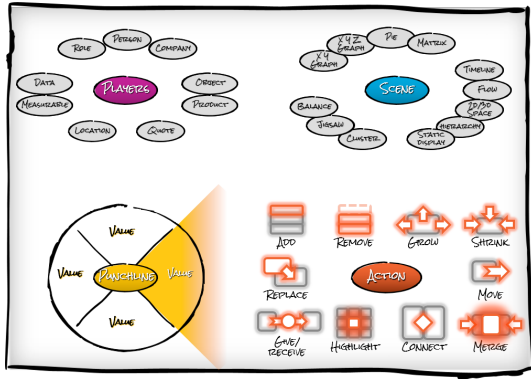 Person
Role
Company
Data
Measurable
Players
Object
Product
Location
Quote
Pie
X Y Z
Graph
Matrix
X Y
Graph
Timeline
Scene
Flow
2D/3D
Space
Balance
Jigsaw
Cluster
Hierarchy
Static
Display
Value
Value
Punchline
Value
Value
Add
Remove
Grow
Shrink
Replace
Action
Move
Give/
Receive
Highlight
Connect
Merge